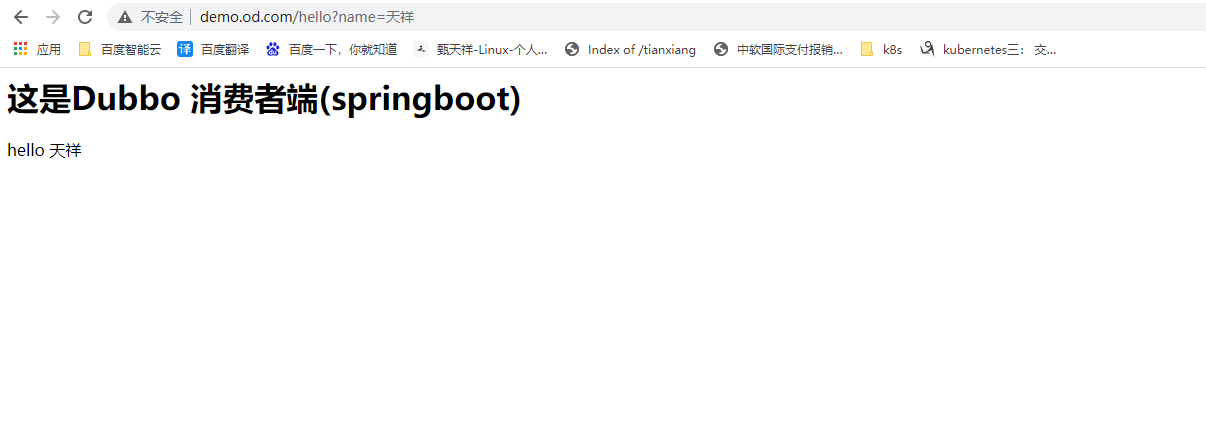 不安全 demo.od.com/hello?name=天祥
应用 百度智能云 译 百度翻译 百度一下，你就知道 甄天祥-Linux-个人... Index of /tianxiang 中软国际支付报销... k8s kubernetes三： 交...
这是Dubbo 消费者端(springboot)
hello 天祥